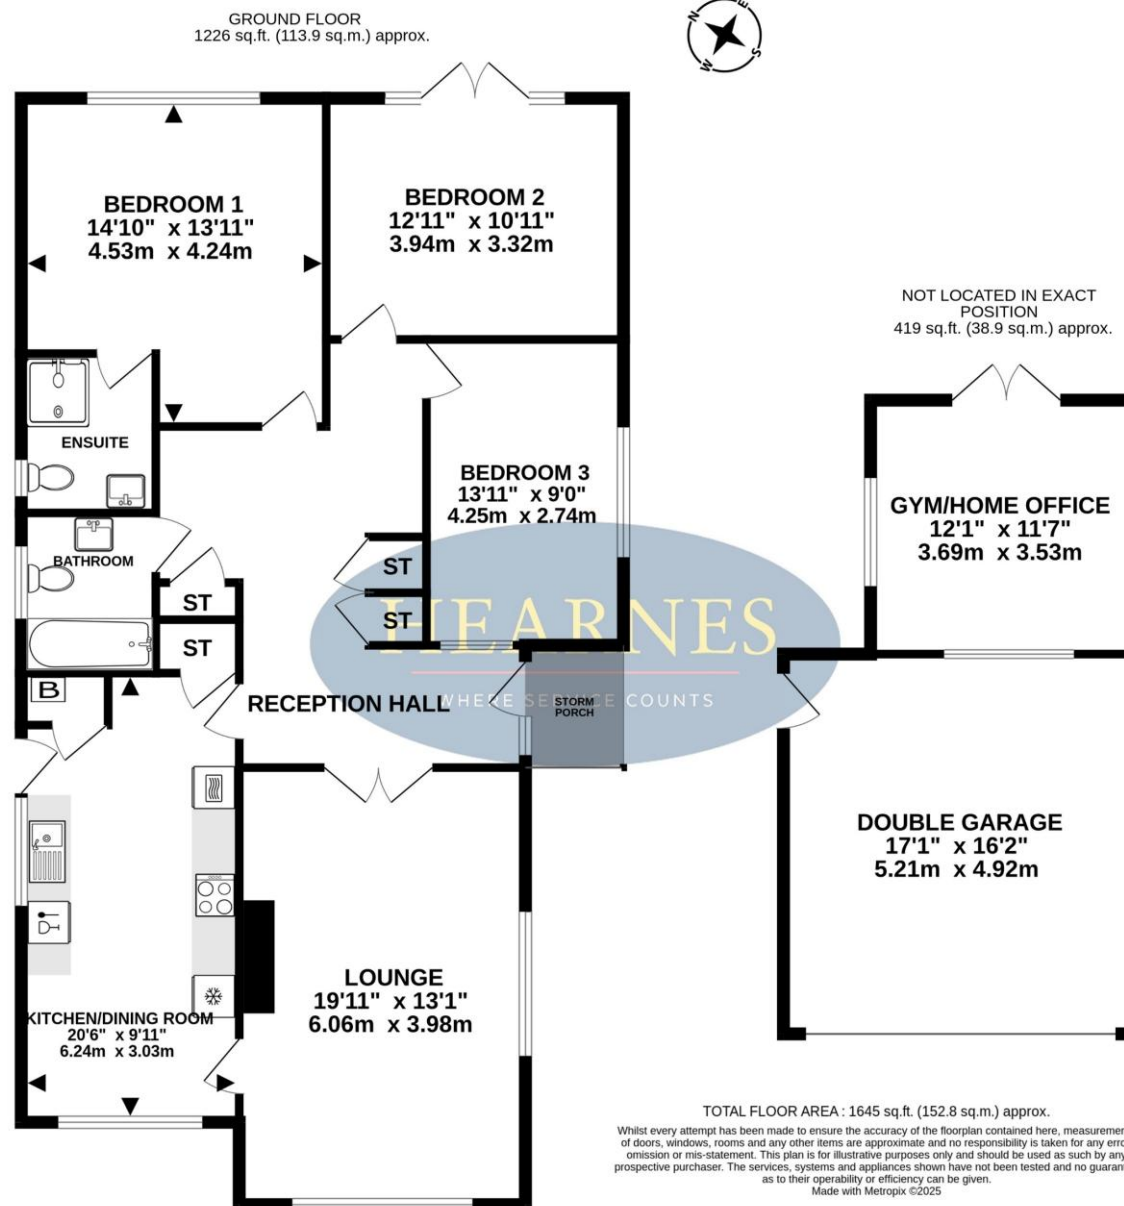 GROUND FLOOR
1226 sq.ft. (113.9 sq.m.) approx.
N
E
S
W
BEDROOM 1
14'10" x 13'11"
4.53m x 4.24m
BEDROOM 2
12'11" x 10'11"
3.94m x 3.32m
NOT LOCATED IN EXACT
POSITION
419 sq.ft. (38.9 sq.m.) approx.
ENSUITE
BEDROOM 3
13'11" x 9'0"
4.25m x 2.74m
GYM/HOME OFFICE
12'1" x 11'7"
3.69m x 3.53m
BATHROOM
ST
ST
ST
ST
HEARNES
WHERE SERVICE COUNTS
B
RECEPTION HALL
STORM
PORCH
DOUBLE GARAGE
17'1" x 16'2"
5.21m x 4.92m
LOUNGE
19'11" x 13'1"
6.06m x 3.98m
KITCHEN/DINING ROOM
20'6" x 9'11"
6.24m x 3.03m
TOTAL FLOOR AREA : 1645 sq.ft. (152.8 sq.m.) approx.
Whilst every attempt has been made to ensure the accuracy of the floorplan contained here, measuremen
of doors, windows, rooms and any other items are approximate and no responsibility is taken for any erro
omission or mis-statement. This plan is for illustrative purposes only and should be used as such by any
prospective purchaser. The services, systems and appliances shown have not been tested and no guaran
as to their operability or efficiency can be given.
Made with Metropix ©2025